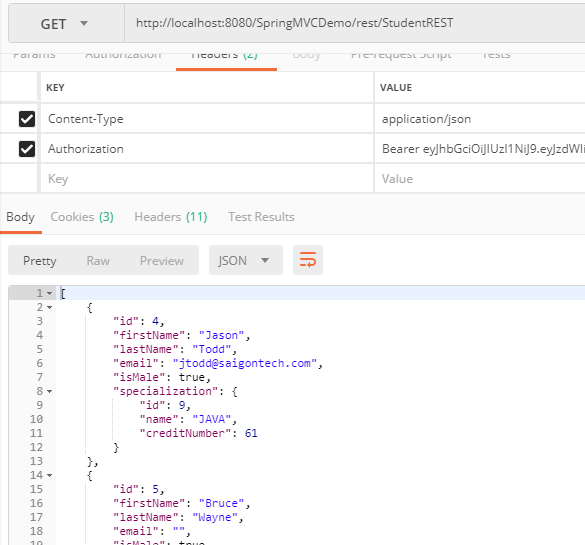 GET http://localhost:8080/SpringMVCDemo/rest/StudentREST
Params Authorization Headers (2) Body Pre-request Script Tests
KEY VALUE
Content-Type application/json
Authorization Bearer
Key Value
Body Cookies (3) Headers (11) Test Results
Pretty Raw Preview JSON
1 [
2 {
3 "id": 4,
4 "firstName": "Jason",
5 "lastName": "Todd",
6 "email": "jtodd@saigontech.com",
7 "isMale": true,
8 "specialization": {
9 "id": 9,
10 "name": "JAVA",
11 "creditNumber": 61
12 }
13 },
14 {
15 "id": 5,
16 "firstName": "Bruce",
17 "lastName": "Wayne",
18 "email": "",
19 "isMale": true